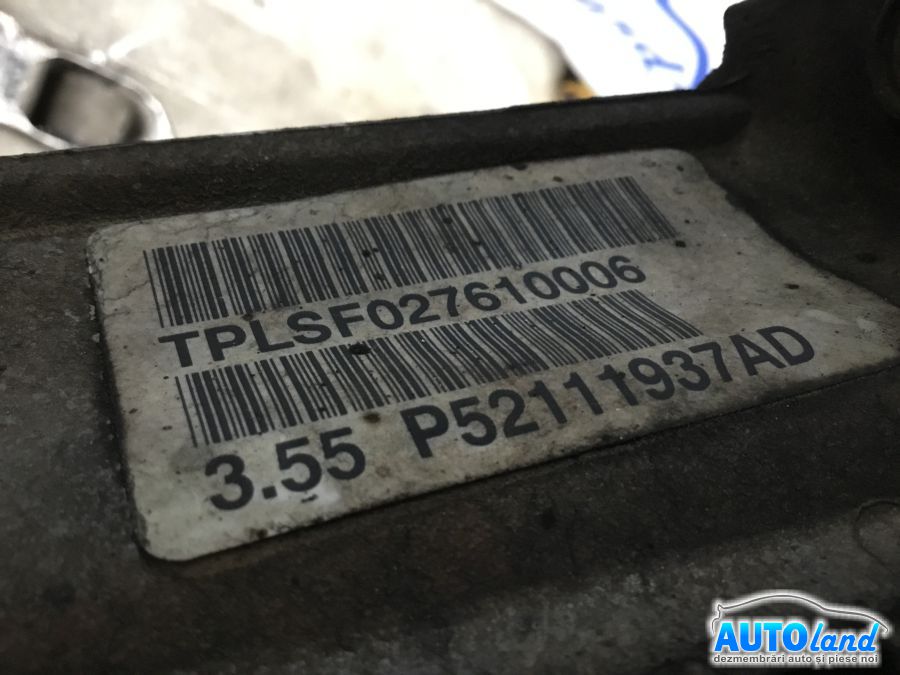 TPLSF027610006
3.55 P52111937AD
AUTOland
dezmembrări auto și piese noi